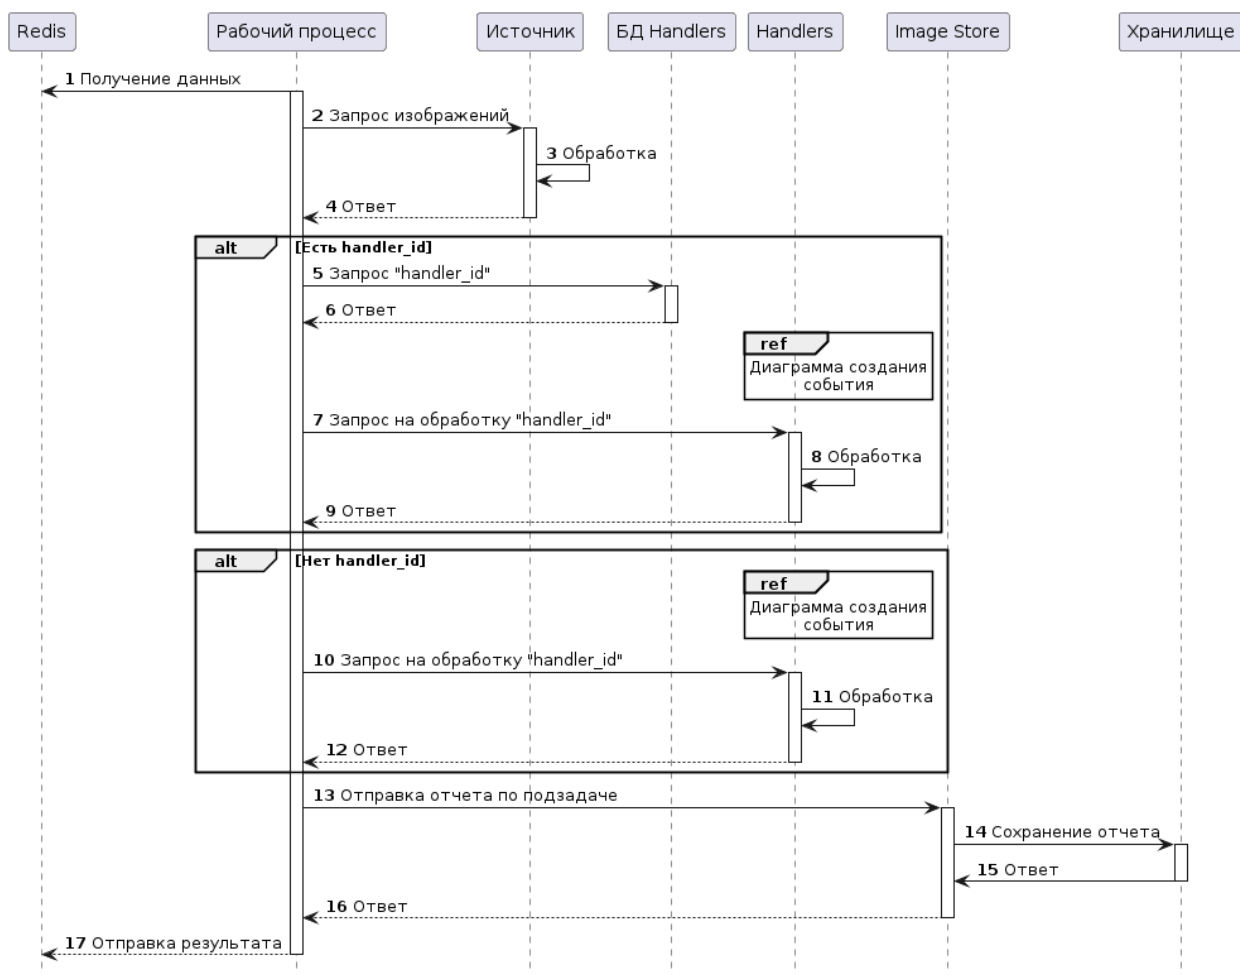 Redis
Рабочий процесс
Источник
БД Handlers
Handlers
Image Store
Хранилище
1 Получение данных
2 Запрос изображений
3 Обработка
4 Ответ
alt [Есть handler_id]
5 Запрос "handler_id"
6 Ответ
ref
Диаграмма создания
события
7 Запрос на обработку "handler_id"
8 Обработка
9 Ответ
alt [Нет handler_id]
ref
Диаграмма создания
события
10 Запрос на обработку "handler_id"
11 Обработка
12 Ответ
13 Отправка отчета по подзадаче
14 Сохранение отчета
15 Ответ
16 Ответ
17 Отправка результата